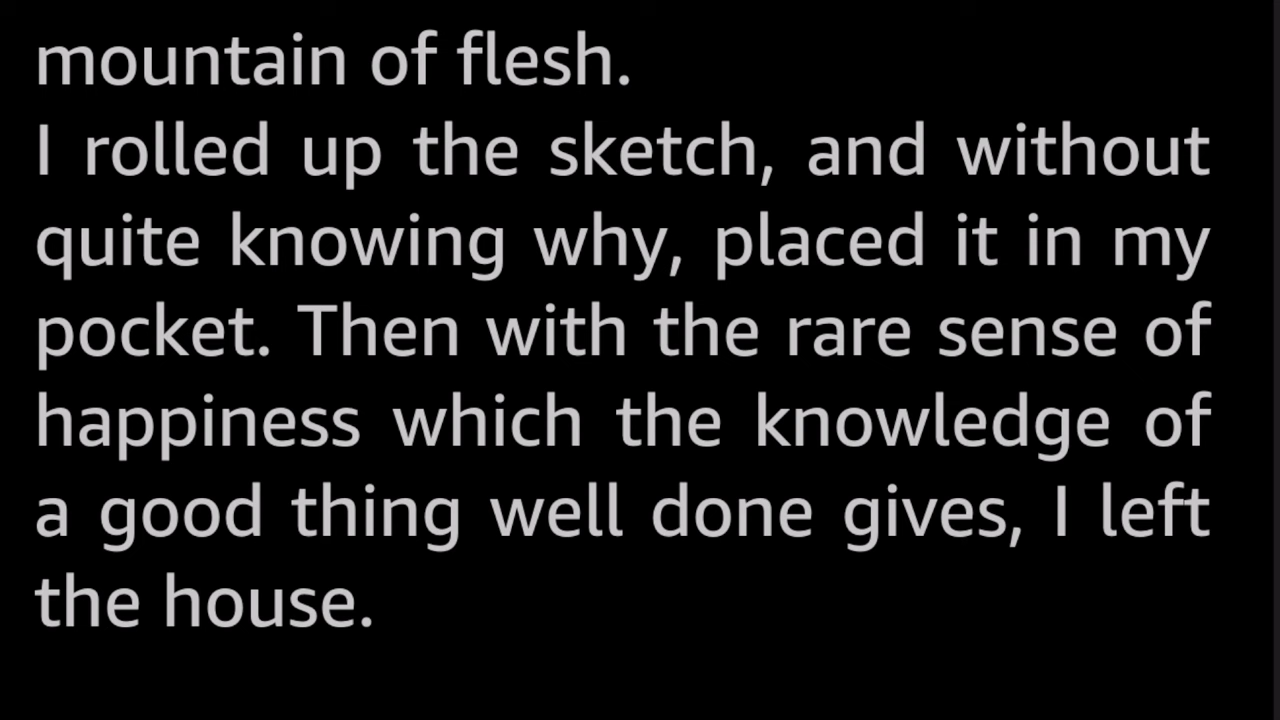 mountain of flesh.
I rolled up the sketch, and without
quite knowing why, placed it in my
pocket. Then with the rare sense of
happiness which the knowledge of
a good thing well done gives, I left
the house.